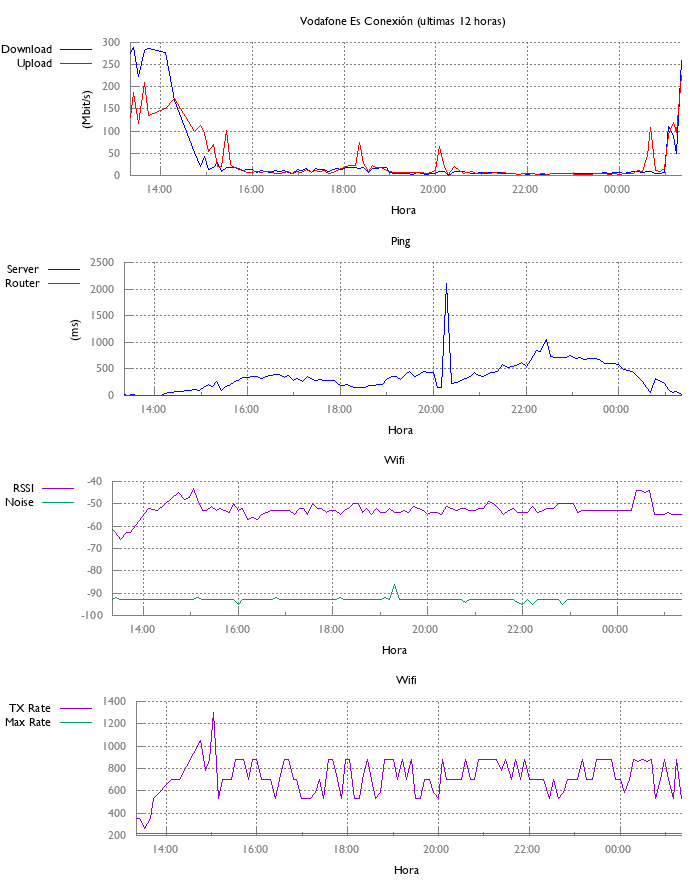 Vodafone Es Conexión (ultimas 12 horas)
Download
Upload
(Mbit/s)
300
250
200
150
100
50
0
14:00 16:00 18:00 20:00 22:00 00:00
Hora
Ping
Server
Router
(ms)
2500
2000
1500
1000
500
0
14:00 16:00 18:00 20:00 22:00 00:00
Hora
Wifi
RSSI
Noise
-40
-50
-60
-70
-80
-90
-100
14:00 16:00 18:00 20:00 22:00 00:00
Hora
Wifi
TX Rate
Max Rate
1400
1200
1000
800
600
400
200
14:00 16:00 18:00 20:00 22:00 00:00
Hora